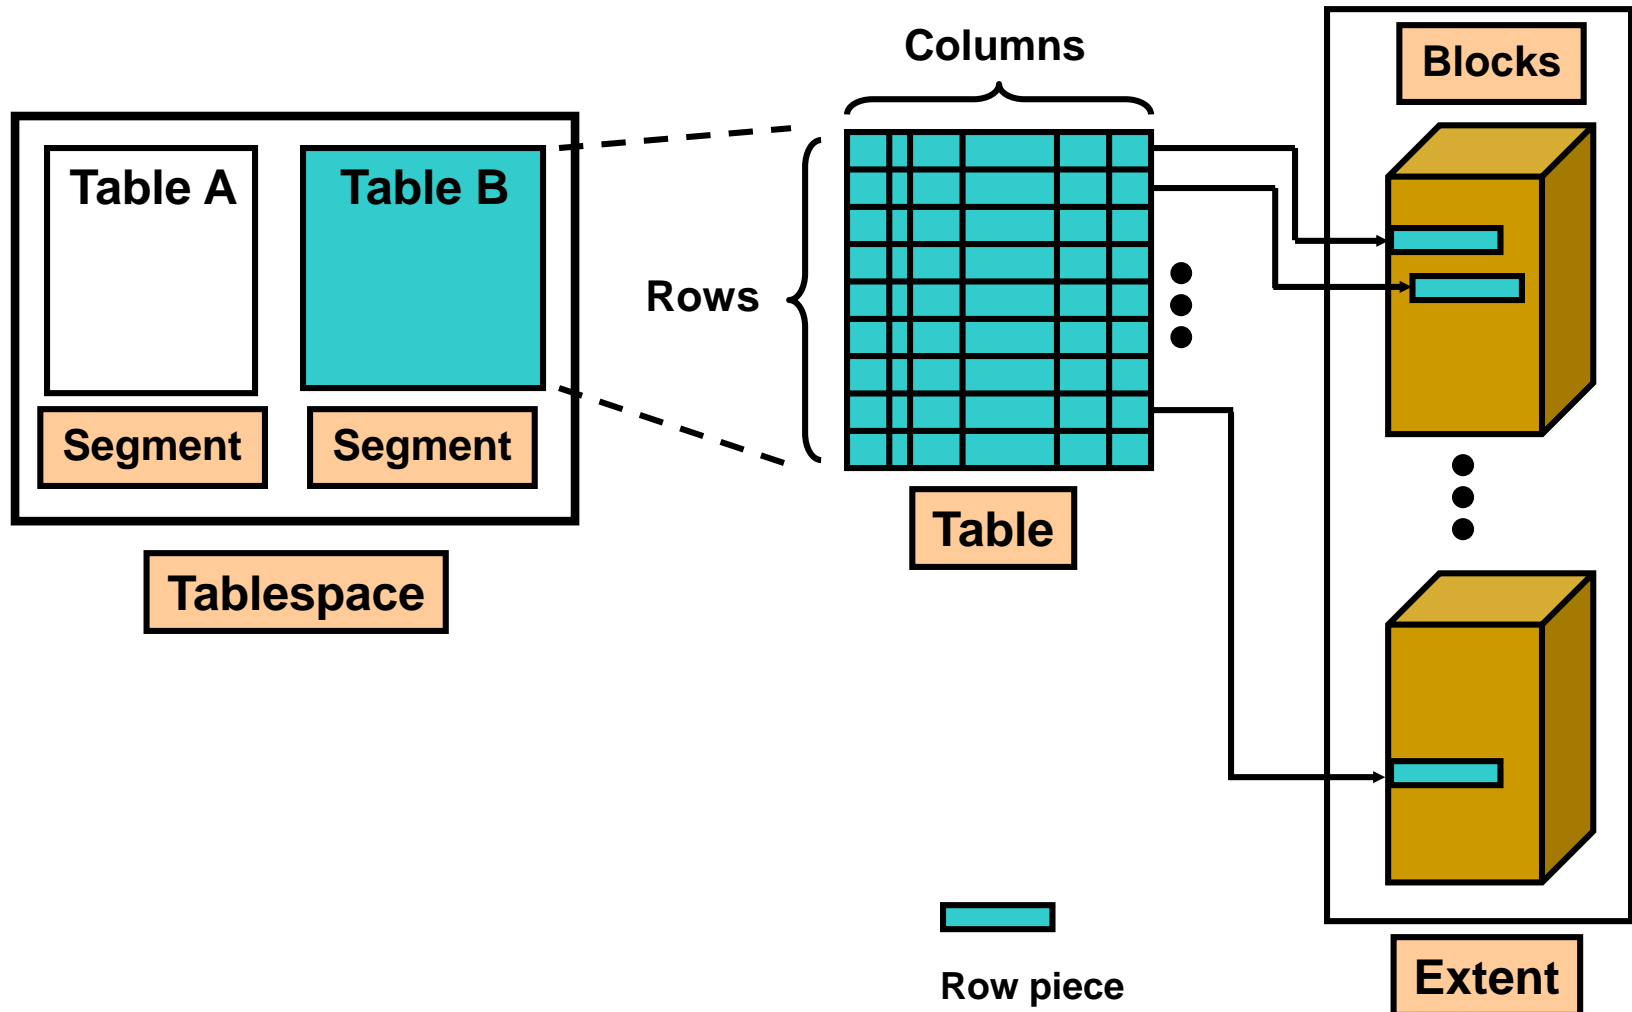 Columns
Blocks
Table A
Table B
Rows
Segment
Segment
Table
Tablespace
Row piece
Extent